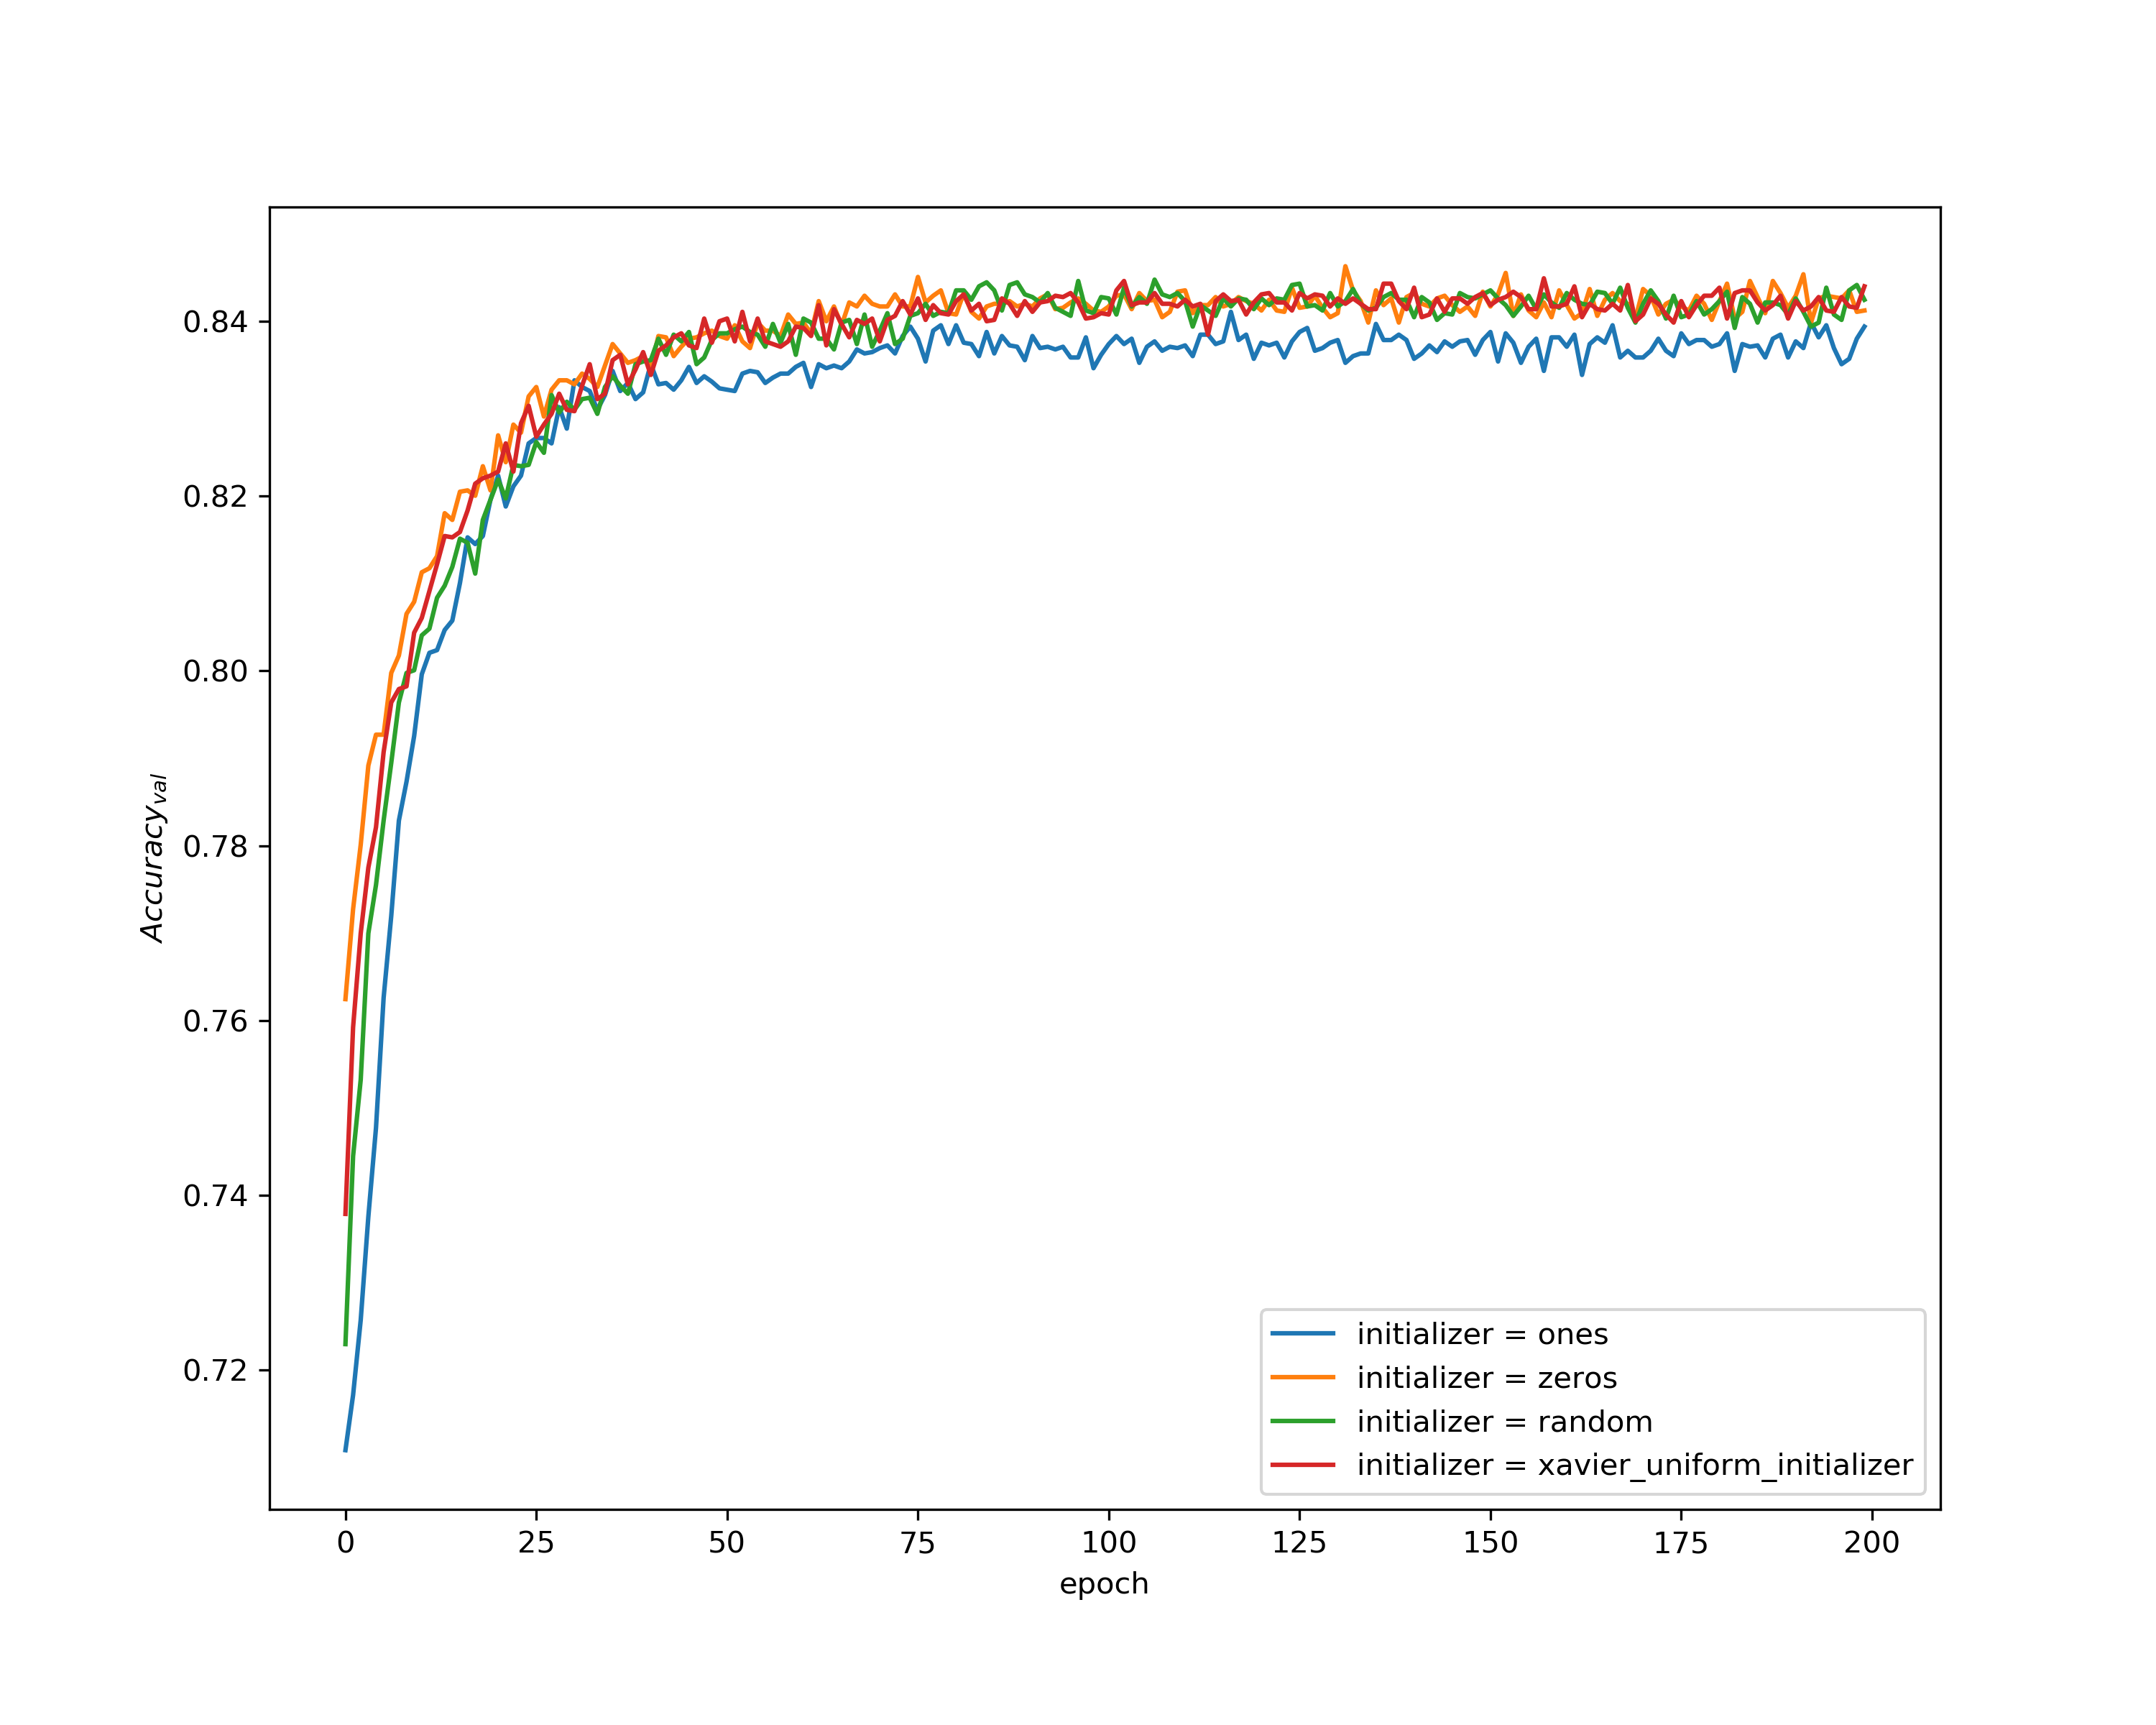 0.84
0.82
0.80
0.78
0.76
0.74
0.72
Accuracy_val
0 25 50 75 100 125 150 175 200
epoch
initializer = ones
initializer = zeros
initializer = random
initializer = xavier_uniform_initializer